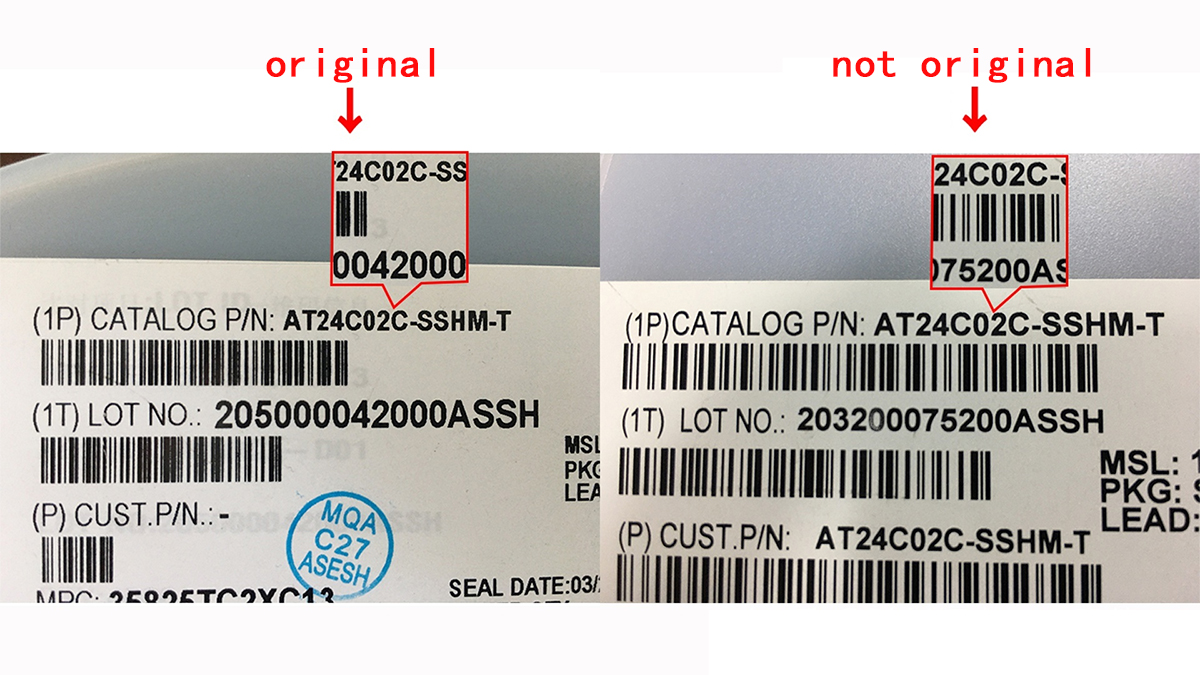 original
not original
24C02C-SS
0042000
(1P) CATALOG P/N: AT24C02C-SSHM-T
(1T) LOT NO.: 205000042000ASSH
(P) CUST.P/N.:-
MQA
C27
ASESH
SEAL DATE:03/
24C02C-
75200AS
(1P)CATALOG P/N: AT24C02C-SSHM-T
(1T) LOT NO.: 203200075200ASSH
MSL: 1
PKG:
LEAD:
(P) CUST.P/N: AT24C02C-SSHM-T